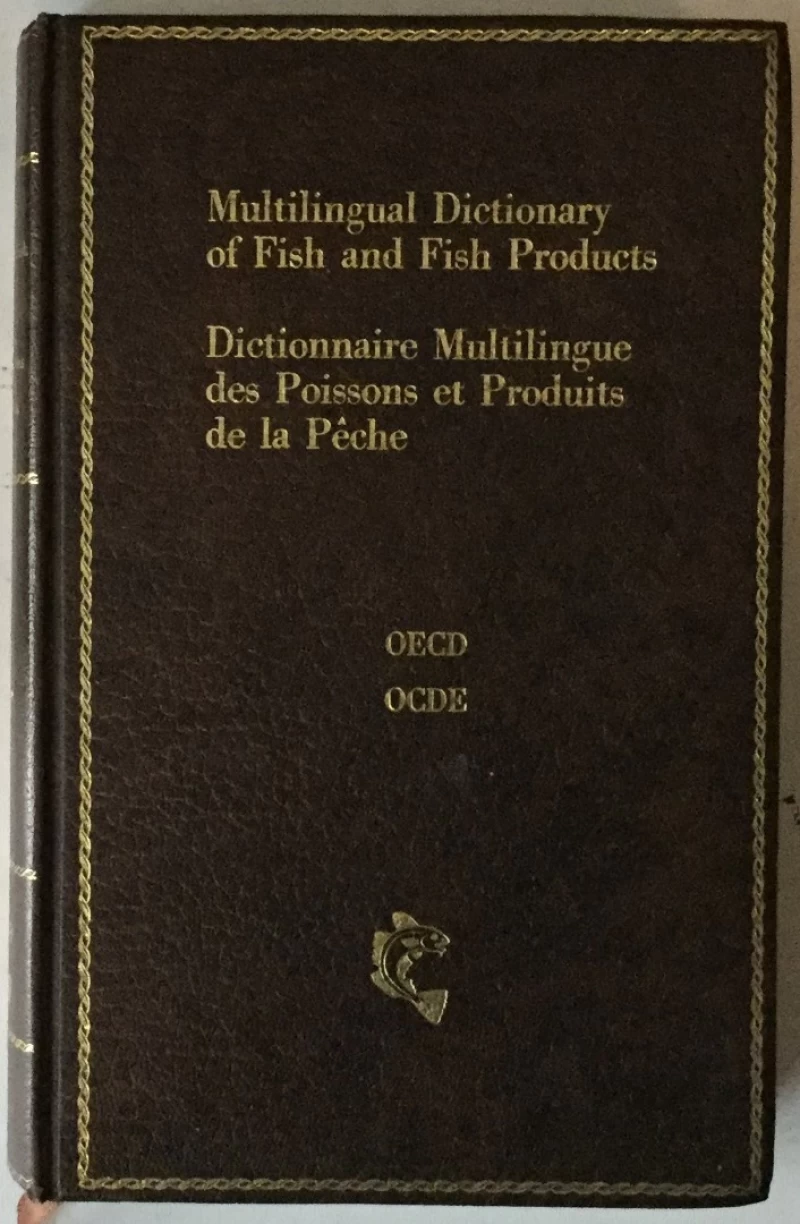 Multilingual Dictionary
of Fish and Fish Products
Dictionnaire Multilingue
des Poissons et Produits
de la Pêche
OECD
OCDE